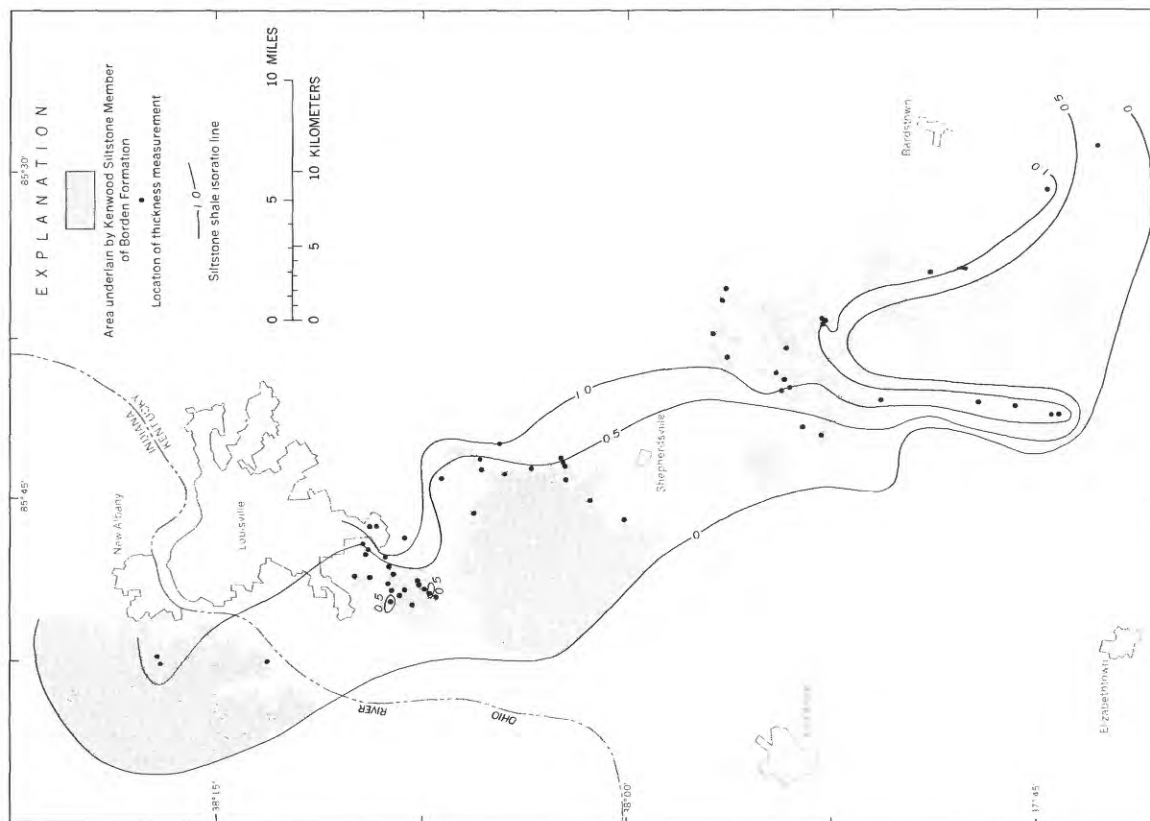 EXPLANATION
Area underlain by Kenwood Siltstone Member
of Borden Formation
Location of thickness measurement
1.0
Siltstone shale isoratio line
0 5 10 MILES
0 5 10 KILOMETERS
85°30'
85°45'
38°15'
38°00'
37°45'
INDIANA
KENTUCKY
New Albany
Louisville
OHIO
RIVER
Shepherdsville
Bardstown
Elizabethtown
0.5
0.5
1.0
0.5
0
1.0
0.5
0